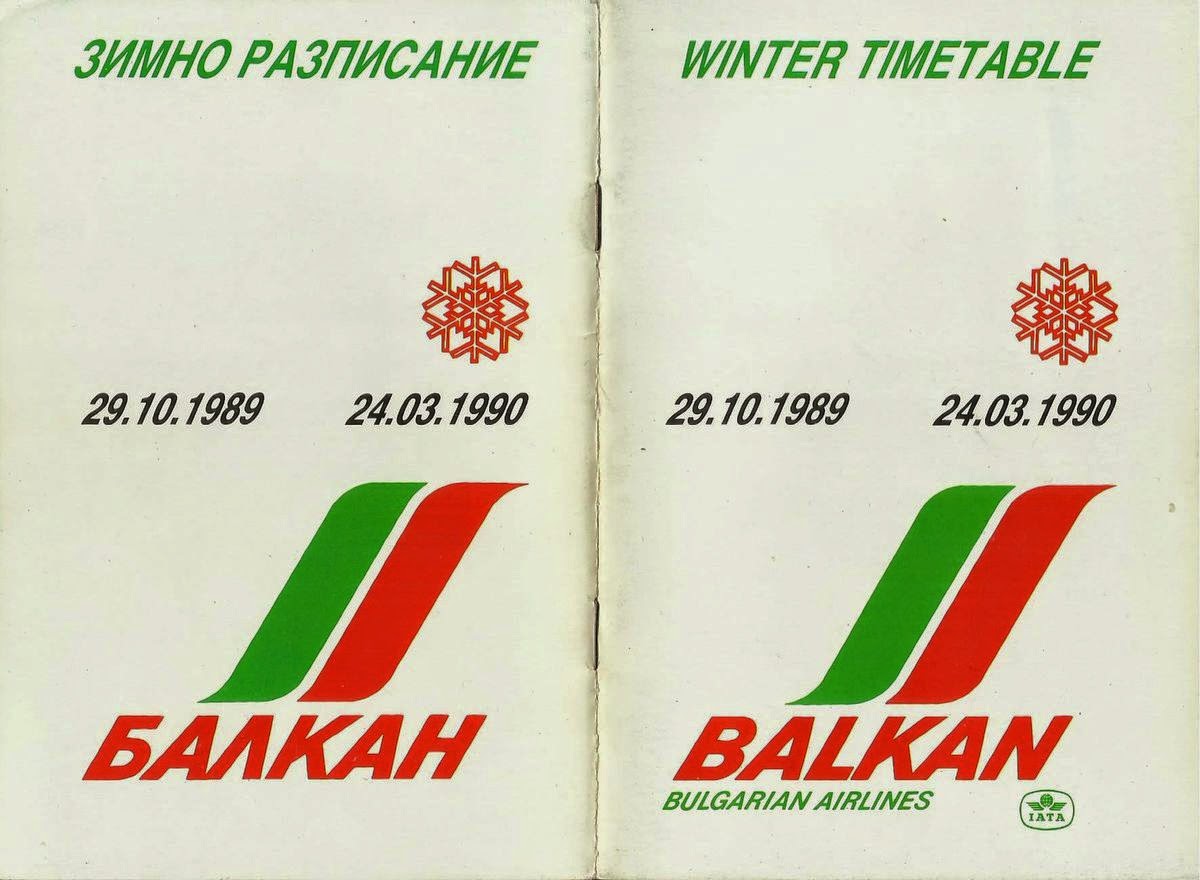 ЗИМНО РАЗПИСАНИЕ
29.10.1989 24.03.1990
БАЛКАН
WINTER TIMETABLE
29.10.1989 24.03.1990
BALKAN
BULGARIAN AIRLINES
IATA